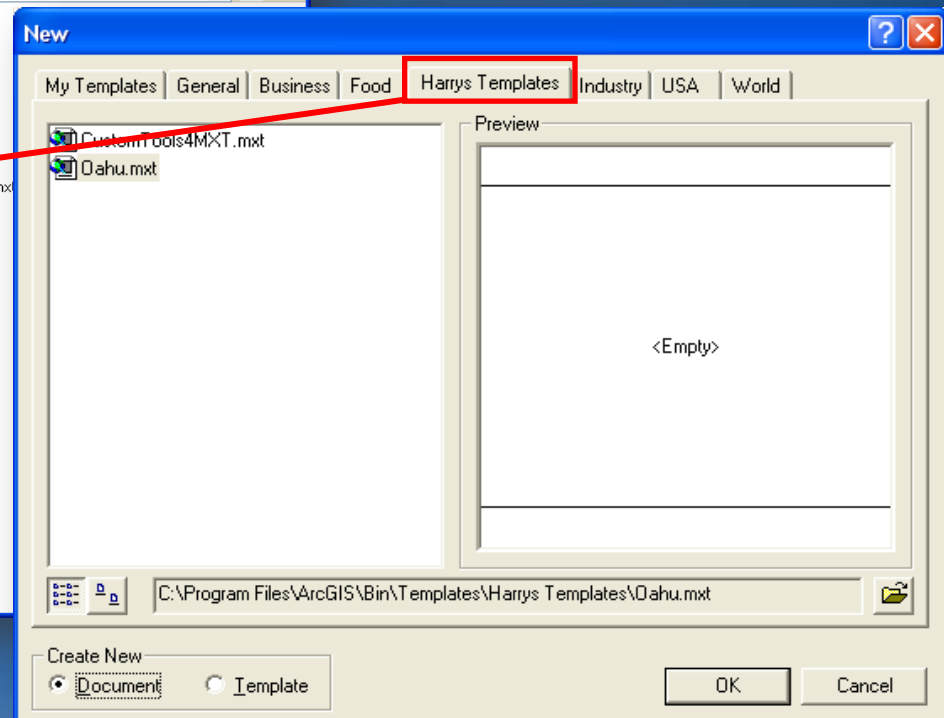 New
My Templates General Business Food Harrys Templates Industry USA World
CustomTools4MXT.mxt
Oahu.mxt
Preview
<Empty>
C:\Program Files\ArcGIS\Bin\Templates\Harrys Templates\Oahu.mxt
Create New
Document Template
OK Cancel